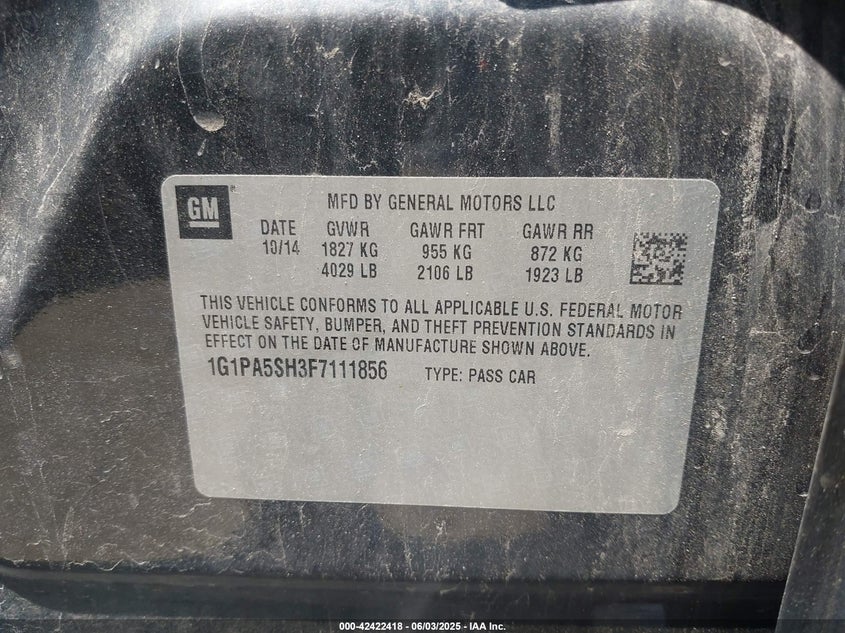 GM
MFD BY GENERAL MOTORS LLC
DATE GVWR GAWR FRT GAWR RR
10/14 1827 KG 955 KG 872 KG
4029 LB 2106 LB 1923 LB
THIS VEHICLE CONFORMS TO ALL APPLICABLE U.S. FEDERAL MOTOR
VEHICLE SAFETY, BUMPER, AND THEFT PREVENTION STANDARDS IN
EFFECT ON THE DATE OF MANUFACTURE SHOWN ABOVE.
1G1PA5SH3F7111856 TYPE: PASS CAR
000-42422418 - 06/03/2025 - IAA Inc.